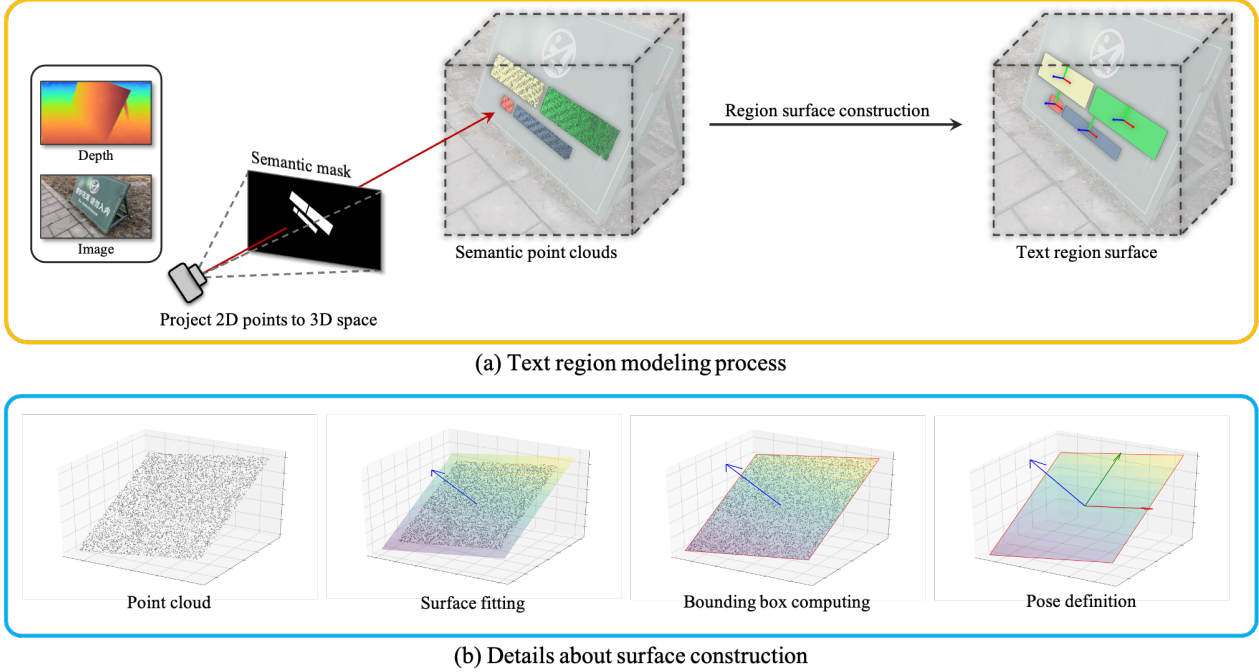 Depth
Image
Semantic mask
Project 2D points to 3D space
Semantic point clouds
Region surface construction
Text region surface
(a) Text region modeling process
Point cloud
Surface fitting
Bounding box computing
Pose definition
(b) Details about surface construction